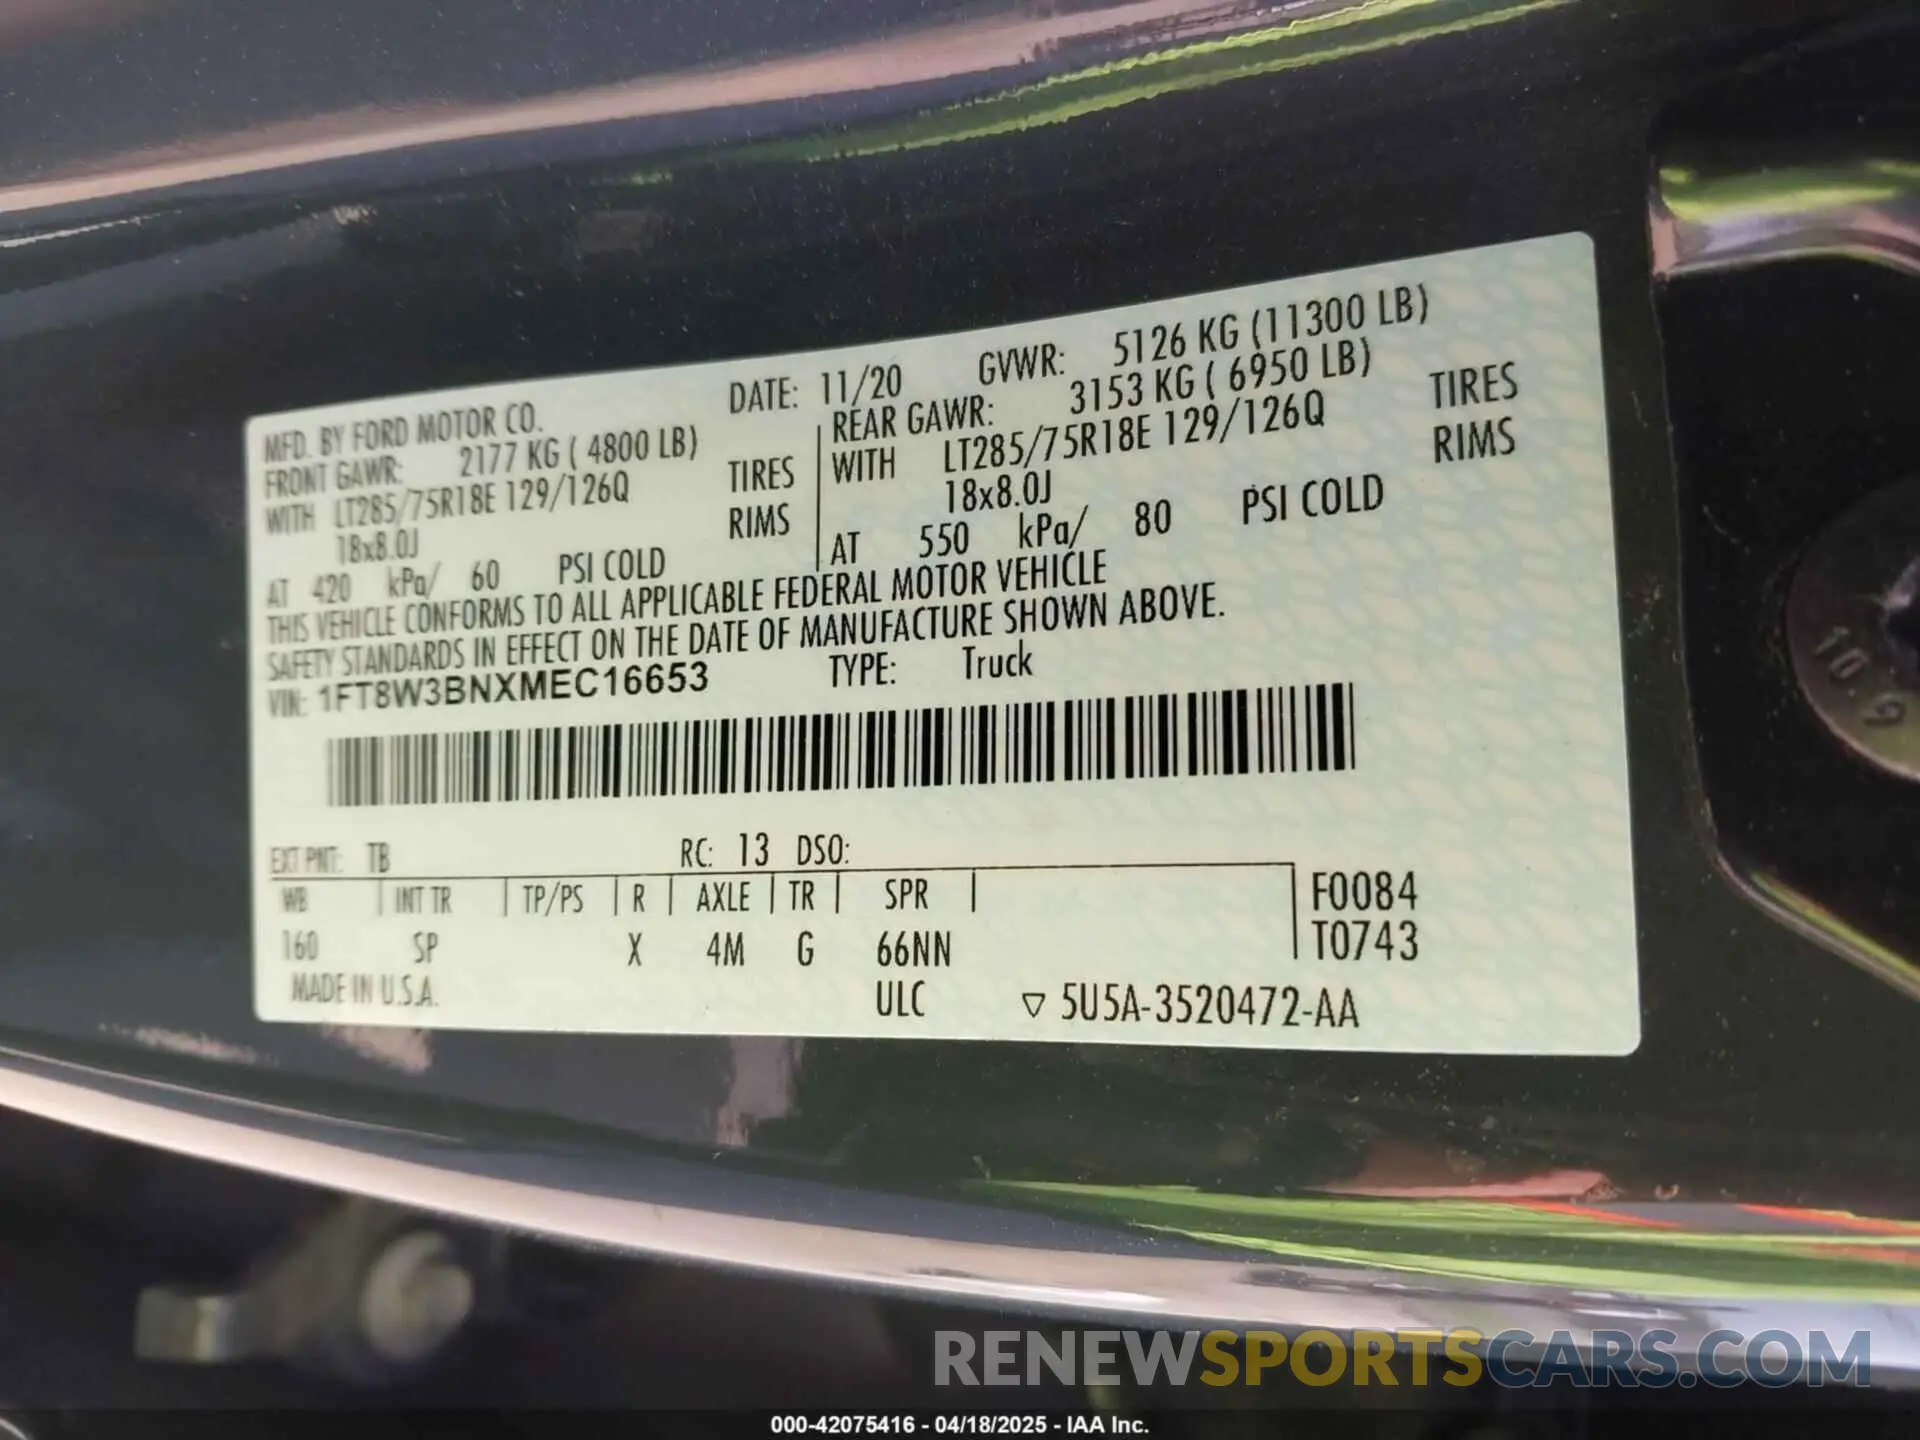 MFD. BY FORD MOTOR CO. DATE: 11/20 GVWR: 5126 KG (11300 LB)
FRONT GAWR: 2177 KG ( 4800 LB) REAR GAWR: 3153 KG ( 6950 LB)
WITH LT285/75R18E 129/126Q TIRES WITH LT285/75R18E 129/126Q TIRES
18x8.0J RIMS 18x8.0J RIMS
AT 420 kPa/ 60 PSI COLD AT 550 kPa/ 80 PSI COLD
THIS VEHICLE CONFORMS TO ALL APPLICABLE FEDERAL MOTOR VEHICLE
SAFETY STANDARDS IN EFFECT ON THE DATE OF MANUFACTURE SHOWN ABOVE.
VIN: 1FT8W3BNXMEC16653 TYPE: Truck
EXT PNT: TB RC: 13 DSO:
WB INT TR TP/PS R AXLE TR SPR F0084
160 SP X 4M G 66NN T0743
MADE IN U.S.A. ULC ▽ 5U5A-3520472-AA
10.9
RENEWSPORTSCARS.COM
000-42075416 - 04/18/2025 - IAA Inc.